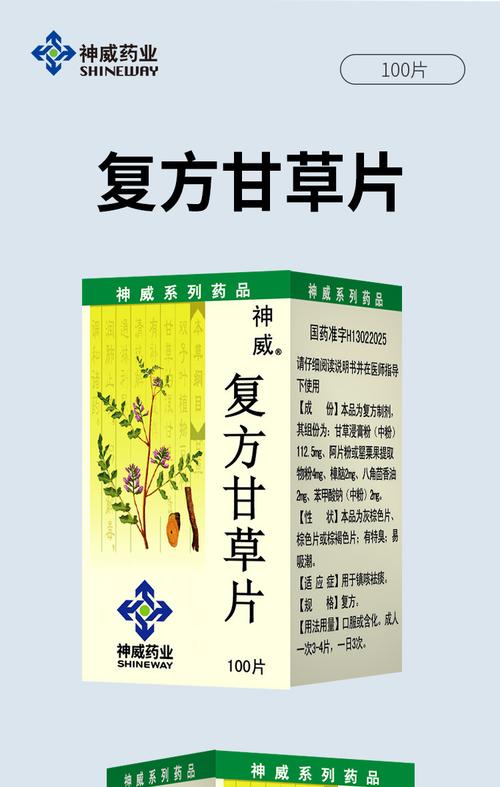 神威药业
SHINEWAY
100片
复方甘草片
神威系列药品
神威®
复方甘草片
本草纲目
神威药业
SHINEWAY
100片
神威系列药品
国药准字H13022025
请仔细阅读说明书并在医师指导
下使用
【成　份】本品为复方制剂，
其组份为：甘草浸膏粉（中粉）
112.5mg、阿片粉或罂粟果提取
物粉4mg、樟脑2mg、八角茴香油
2mg、苯甲酸钠（中粉）2mg。
【性　状】本品为灰棕色片、
棕色片或棕褐色片；有特臭；易
吸潮。
【适应症】用于镇咳祛痰。
【规　格】复方。
【用法用量】口服或含化。成人
一次3-4片，一日3次。
神威系列药品
神威系列药品